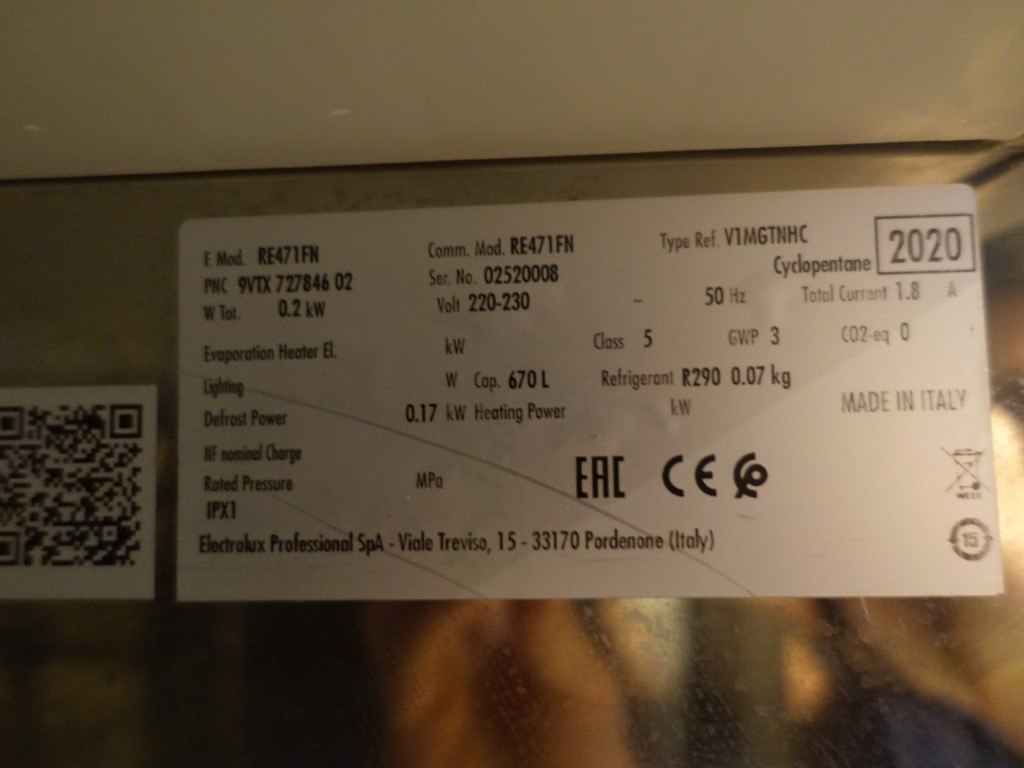 F. Mod. RE471FN Comm. Mod. RE471FN Type Ref. V1MGTNHC 2020
PNC 9VTX 727846 02 Ser. No. 02520008 Cyclopentane
W Tot. 0.2 kW Volt 220-230 ~ 50 Hz Total Current 1.8 A
Evaporation Heater El. kW Class 5 GWP 3 CO2-eq 0 t
Lighting W Cap. 670 L Refrigerant R290 0.07 kg
Defrost Power 0.17 kW Heating Power kW MADE IN ITALY
NF nominal Charge
Rated Pressure MPa EAC CE
IPX1 WEEE
Electrolux Professional SpA - Viale Treviso, 15 - 33170 Pordenone (Italy) 15